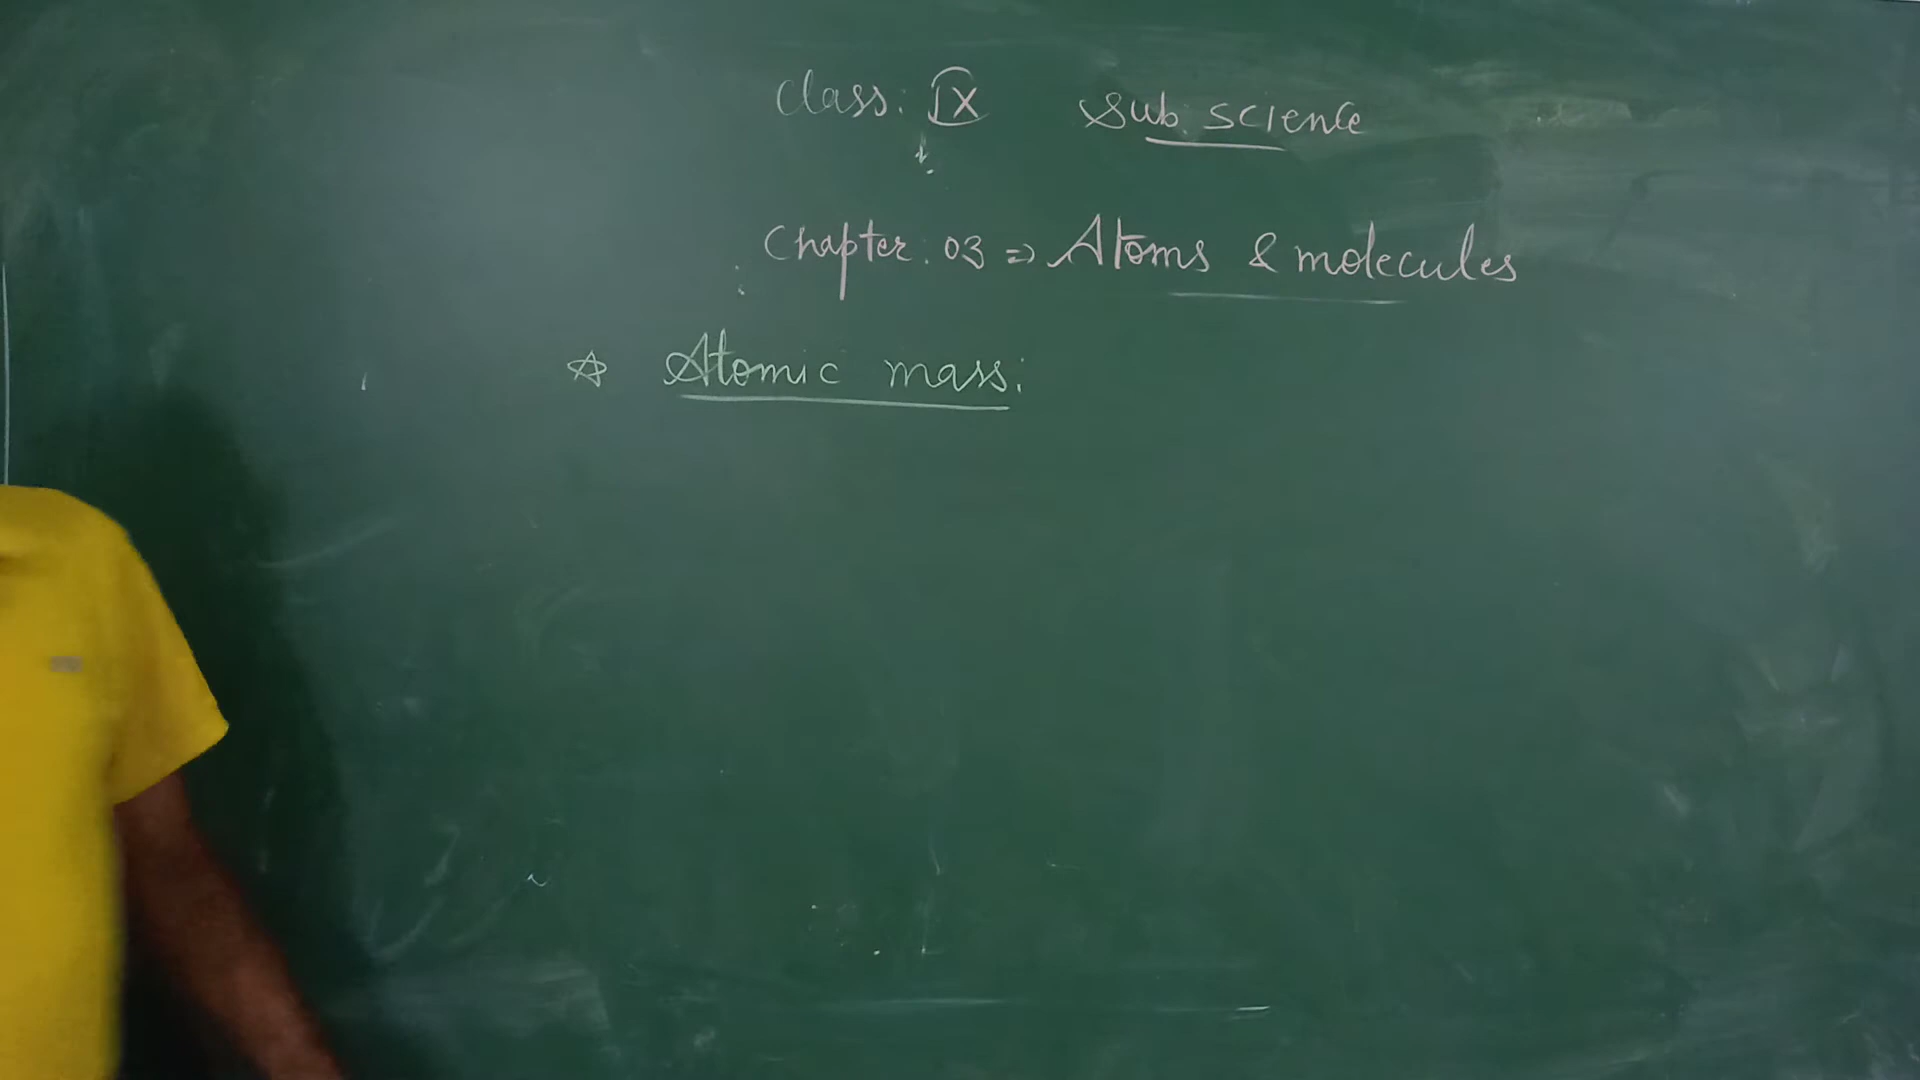 Class: IX Sub: science
Chapter: 03 => Atoms & molecules
☆ Atomic mass: